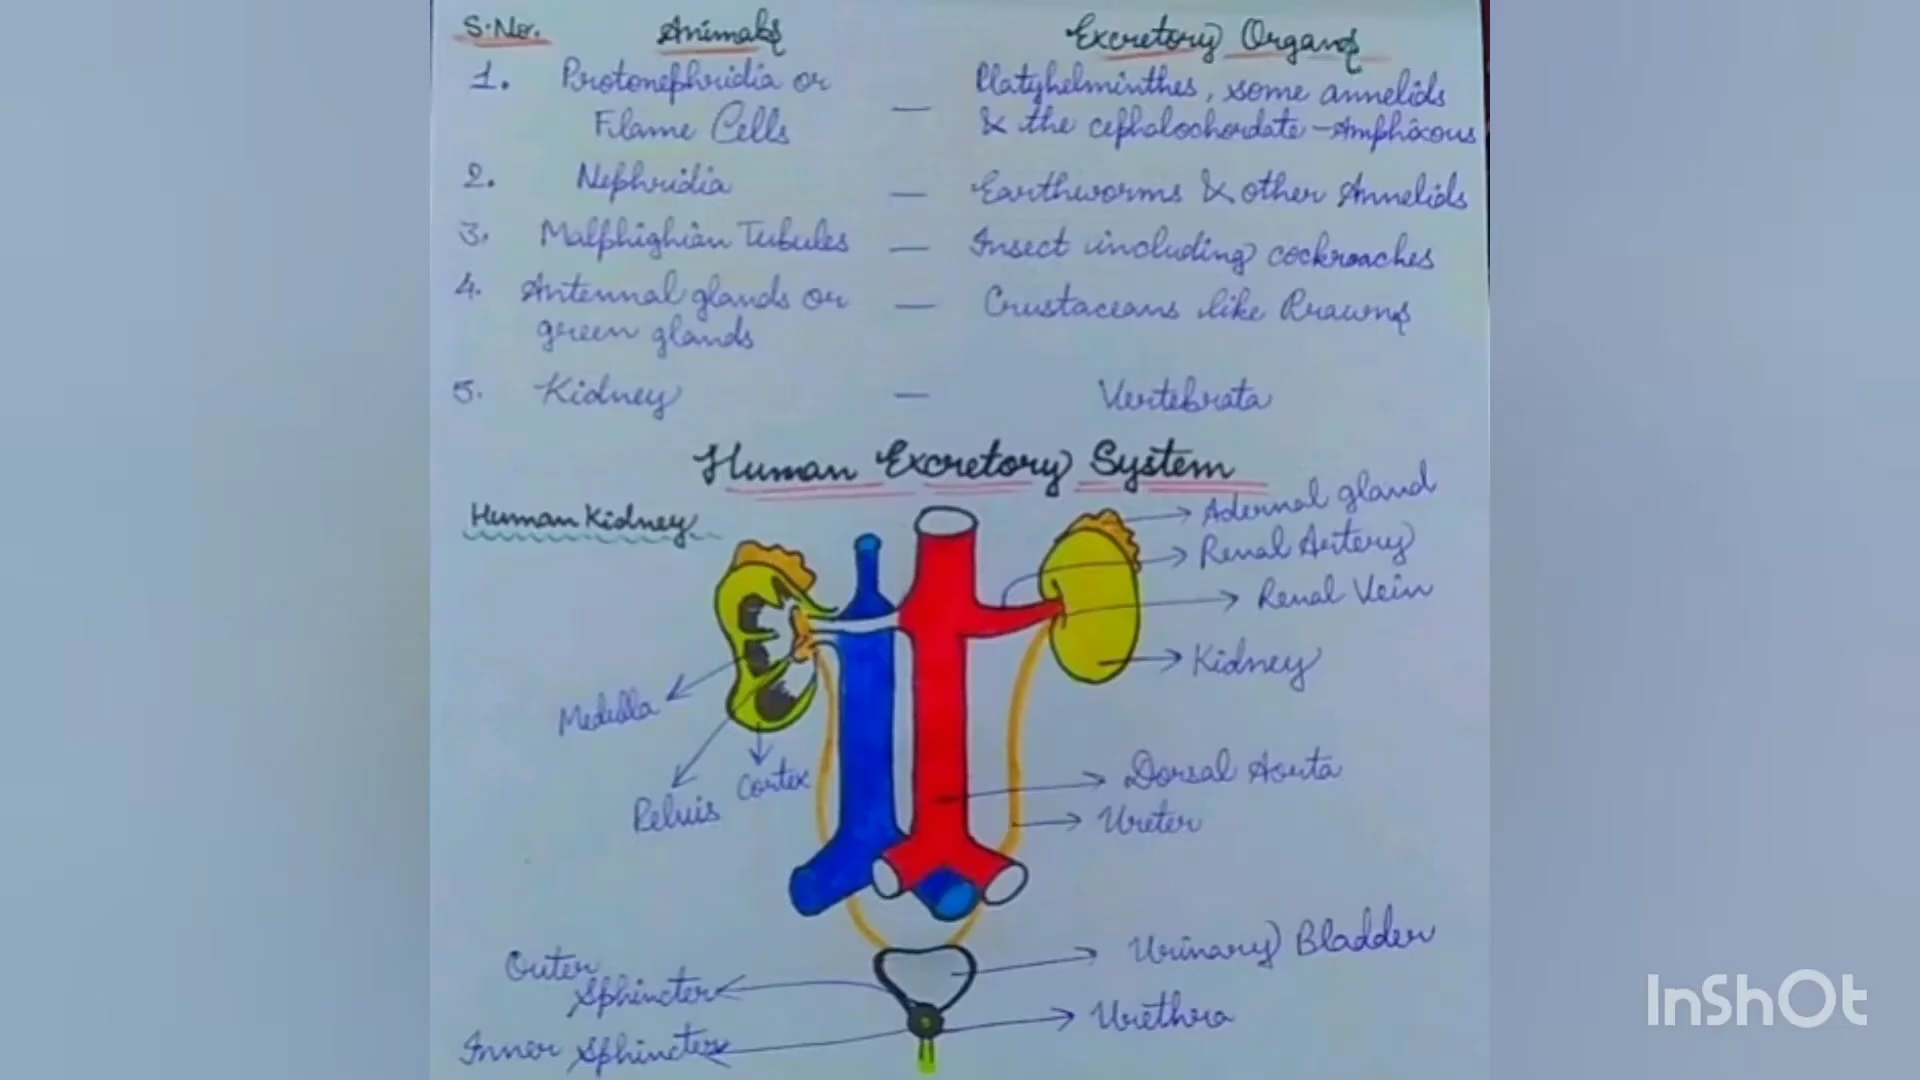 S.No. Animals Excretory Organs
1. Protonephridia or — Platyhelminthes, some annelids
Flame Cells & the cephalochordate - Amphioxus
2. Nephridia — Earthworms & other Annelids
3. Malphighian Tubules — Insect including cockroaches
4. Antennal glands or — Crustaceans like Prawns
green glands
5. Kidney — Vertebrata
Human Excretory System
Human Kidney
Adernal gland
Renal Artery
Renal Vein
Kidney
Medulla
Cortex
Pelvis
Dorsal Aorta
Ureter
Urinary Bladder
Outer
Sphincter
Urethra
Inner Sphincter
InShOt